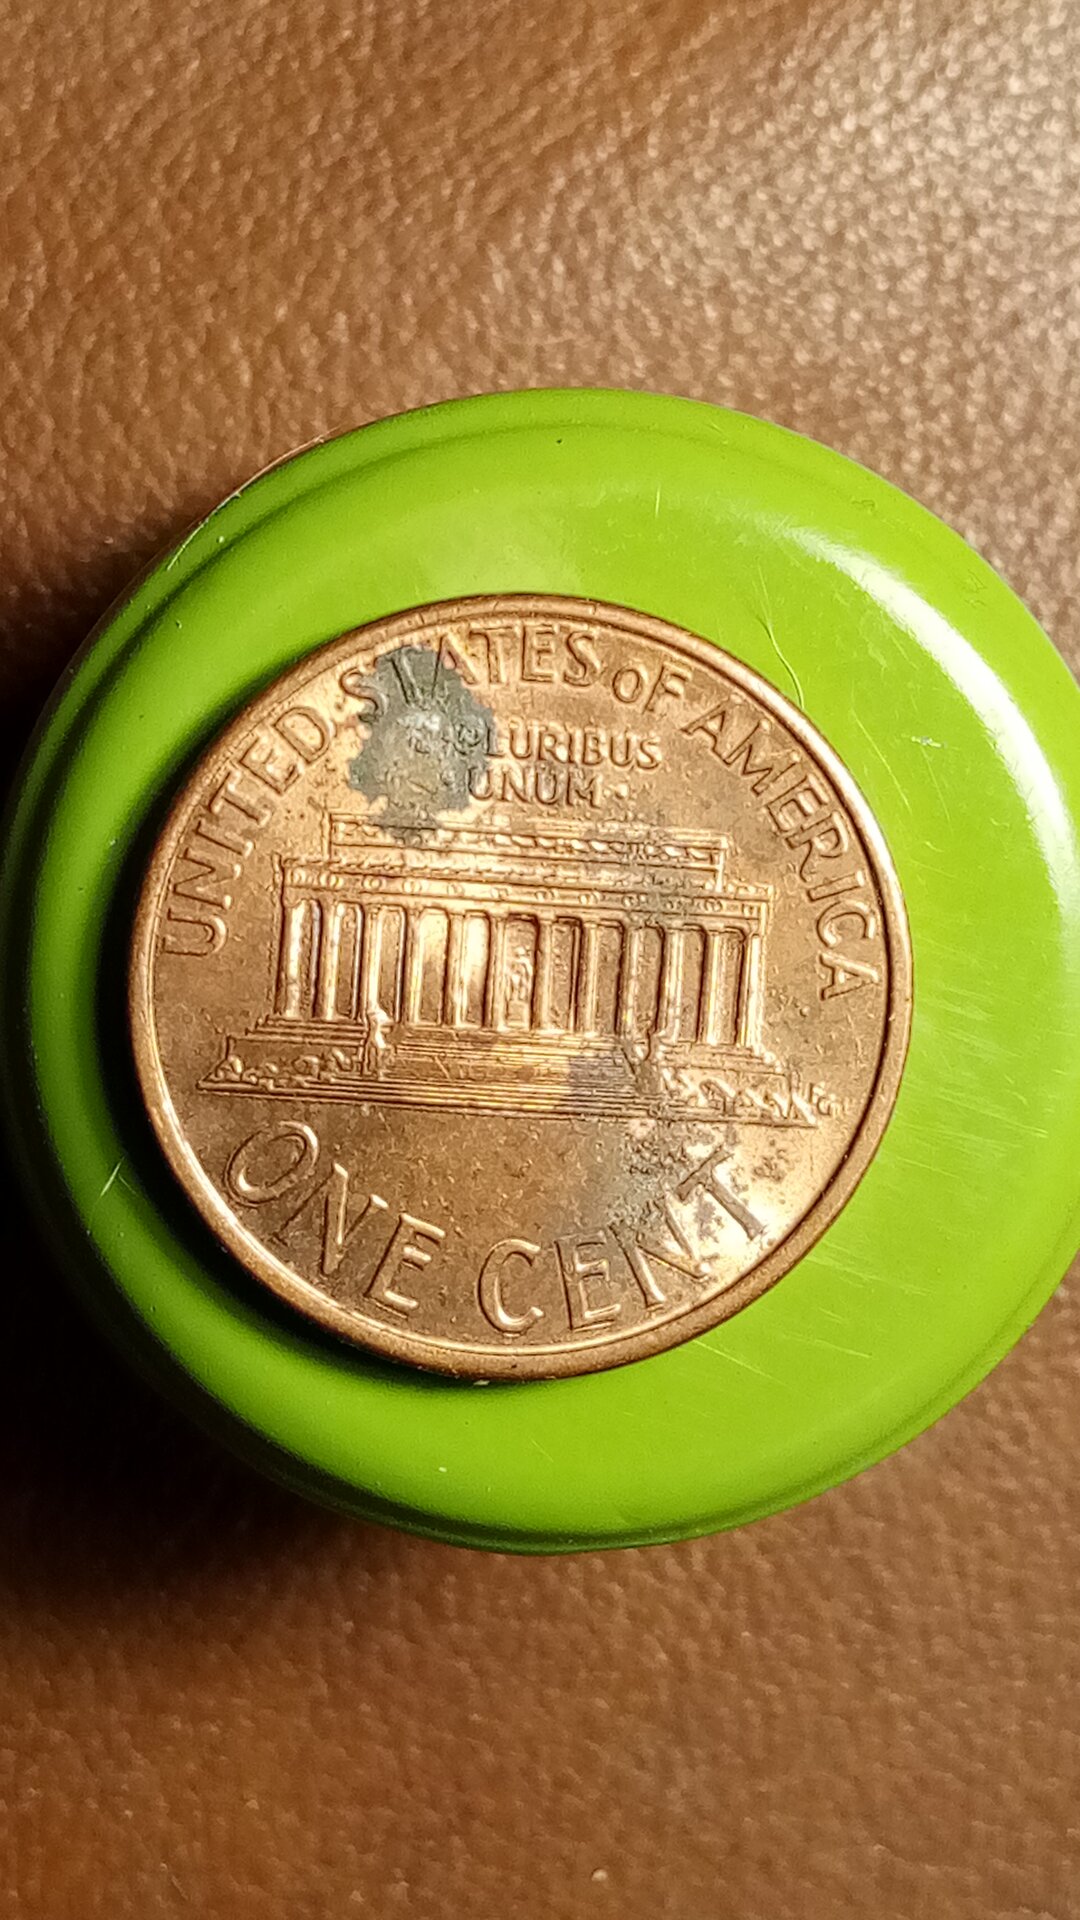 UNITED STATES OF AMERICA
PLURIBUS
UNUM
ONE CENT